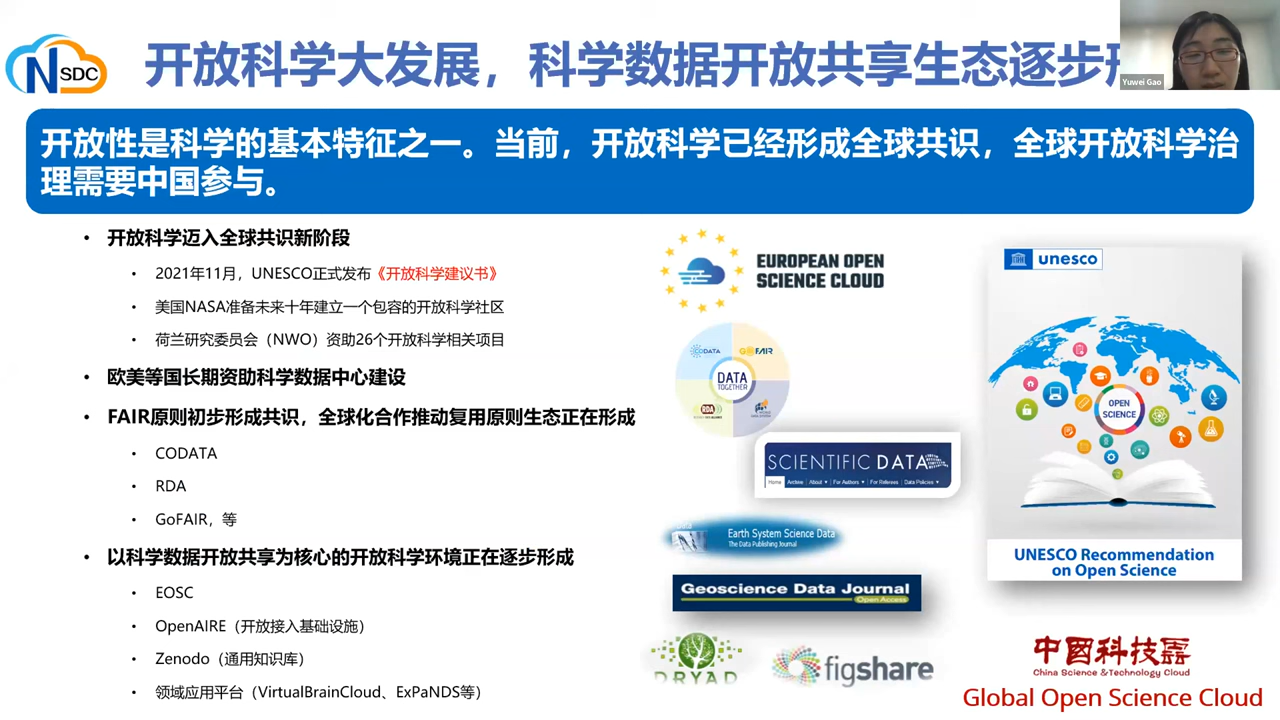 NSDC
开放科学大发展，科学数据开放共享生态逐步
Yuwei Gao
开放性是科学的基本特征之一。当前，开放科学已经形成全球共识，全球开放科学治
理需要中国参与。
• 开放科学迈入全球共识新阶段
• 2021年11月，UNESCO正式发布《开放科学建议书》
• 美国NASA准备未来十年建立一个包容的开放科学社区
• 荷兰研究委员会（NWO）资助26个开放科学相关项目
• 欧美等国长期资助科学数据中心建设
• FAIR原则初步形成共识，全球化合作推动复用原则生态正在形成
• CODATA
• RDA
• GoFAIR，等
• 以科学数据开放共享为核心的开放科学环境正在逐步形成
• EOSC
• OpenAIRE（开放接入基础设施）
• Zenodo（通用知识库）
• 领域应用平台（VirtualBrainCloud、ExPaNDS等）
EUROPEAN OPEN
SCIENCE CLOUD
CODATA
GO FAIR
DATA
TOGETHER
RDA
SCIENTIFIC DATA
Home Archive About For Authors For Referees Data Policies
Earth System Science Data
The Data Publishing Journal
Geoscience Data Journal
Open Access
DRYAD
figshare
unesco
OPEN
SCIENCE
UNESCO Recommendation
on Open Science
中国科技云
China Science &Technology Cloud
Global Open Science Cloud